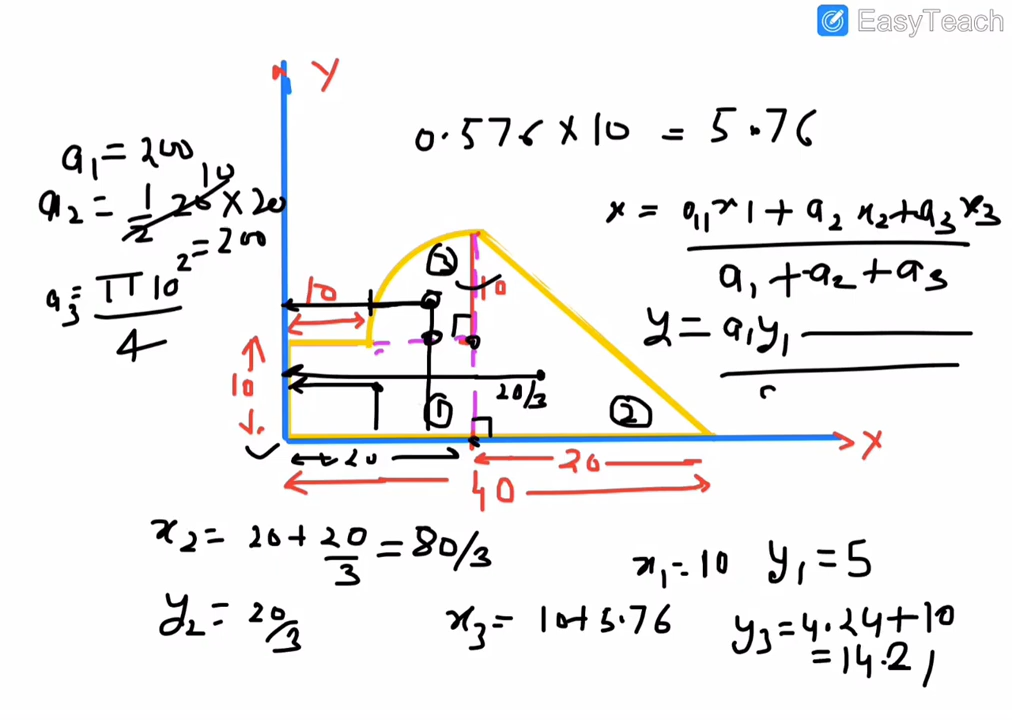 EasyTeach
Y
0.576 × 10 = 5.76
a1 = 200
a2 = 1/2 20 × 20 10
= 200
a3 = π10²/4
x = a1x1 + a2x2 + a3x3
a1 + a2 + a3
y = a1y1
10
3
10
10
20/3
1
2
X
20
20
40
x2 = 20 + 20/3 = 80/3
x1 = 10 y1 = 5
y2 = 20/3
x3 = 10 + 5.76
y3 = 4.24 + 10
= 14.2